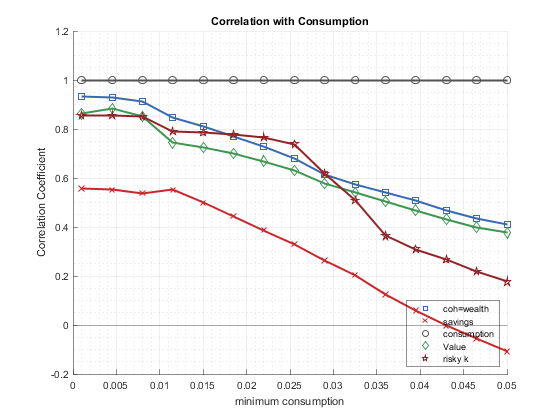 Correlation with Consumption
1.2
1
0.8
0.6
0.4
0.2
0
-0.2
Correlation Coefficient
coh=wealth
savings
consumption
Value
risky k
0 0.005 0.01 0.015 0.02 0.025 0.03 0.035 0.04 0.045 0.05
minimum consumption